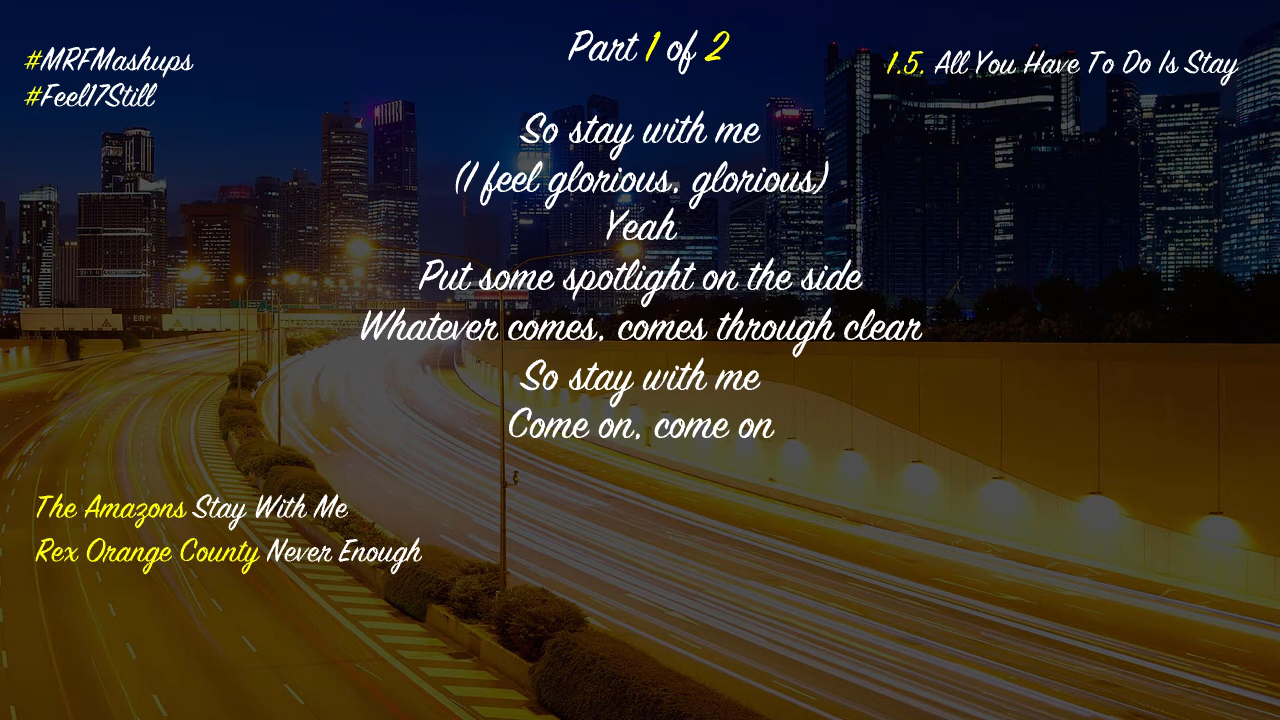 #MRFMashups
#Feel17Still
Part 1 of 2
1.5. All You Have To Do Is Stay
So stay with me
(I feel glorious, glorious)
Yeah
Put some spotlight on the side
Whatever comes, comes through clear
So stay with me
Come on, come on
ERP
The Amazons Stay With Me
Rex Orange County Never Enough